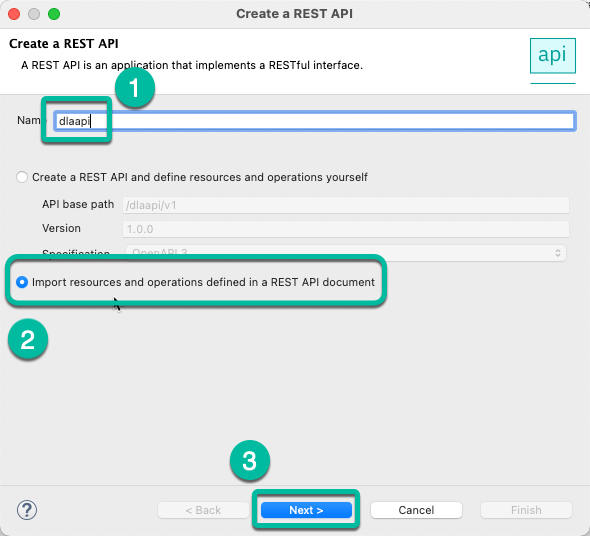 Create a REST API
Create a REST API
A REST API is an application that implements a RESTful interface.
api
1
Name dlaapi
Create a REST API and define resources and operations yourself
API base path /dlaapi/v1
Version 1.0.0
Specification OpenAPI 3
Import resources and operations defined in a REST API document
2
3
? < Back Next > Cancel Finish